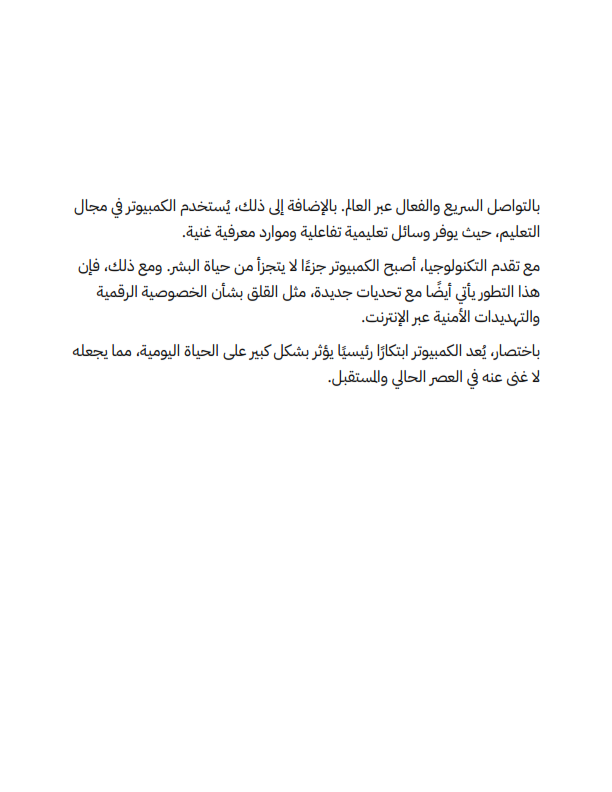 بالتواصل السريع والفعال عبر العالم. بالإضافة إلى ذلك، يُستخدم الكمبيوتر في مجال
التعليم، حيث يوفر وسائل تعليمية تفاعلية وموارد معرفية غنية.
مع تقدم التكنولوجيا، أصبح الكمبيوتر جزءًا لا يتجزأ من حياة البشر. ومع ذلك، فإن
هذا التطور يأتي أيضًا مع تحديات جديدة، مثل القلق بشأن الخصوصية الرقمية
والتهديدات الأمنية عبر الإنترنت.
باختصار، يُعد الكمبيوتر ابتكارًا رئيسيًا يؤثر بشكل كبير على الحياة اليومية، مما يجعله
لا غنى عنه في العصر الحالي والمستقبل.